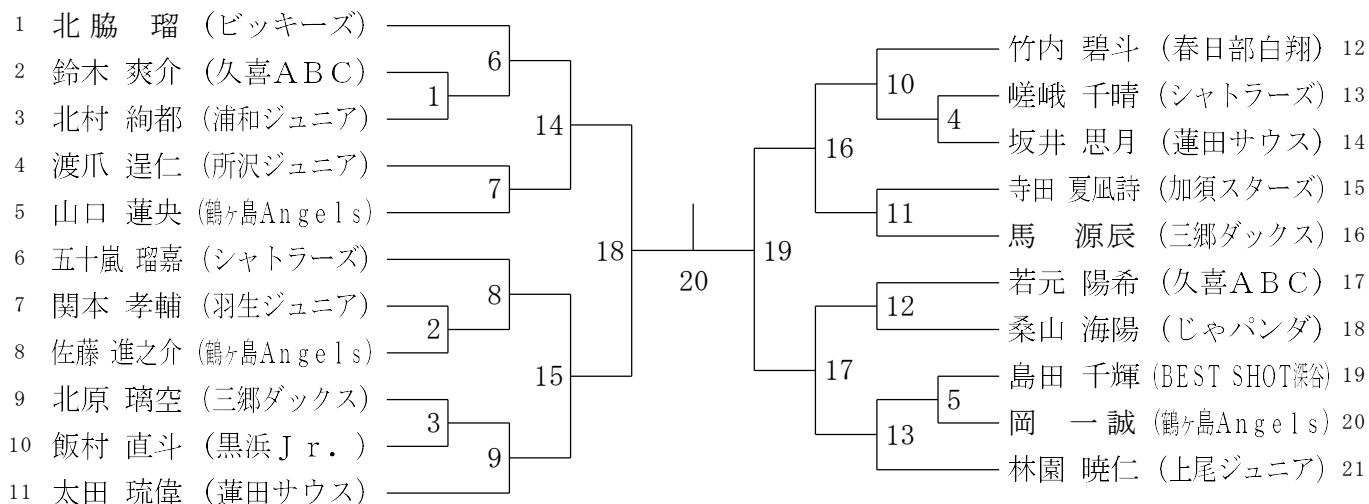 1 北脇 瑠 (ビッキーズ)
2 鈴木 爽介 (久喜ABC)
3 北村 絢都 (浦和ジュニア)
4 渡爪 逞仁 (所沢ジュニア)
5 山口 蓮央 (鶴ヶ島Angels)
6 五十嵐 瑠嘉 (シャトラーズ)
7 関本 孝輔 (羽生ジュニア)
8 佐藤 進之介 (鶴ヶ島Angels)
9 北原 璃空 (三郷ダックス)
10 飯村 直斗 (黒浜Jr.)
11 太田 琉偉 (蓮田サウス)
6
1
14
7
18
8
2
15
3
9
20
19
16
10
4
11
12
17
5
13
竹内 碧斗 (春日部白翔) 12
嵯峨 千晴 (シャトラーズ) 13
坂井 思月 (蓮田サウス) 14
寺田 夏凪詩 (加須スターズ) 15
馬 源辰 (三郷ダックス) 16
若元 陽希 (久喜ABC) 17
桑山 海陽 (じゃパンダ) 18
島田 千輝 (BEST SHOT深谷) 19
岡 一誠 (鶴ヶ島Angels) 20
林園 暁仁 (上尾ジュニア) 21